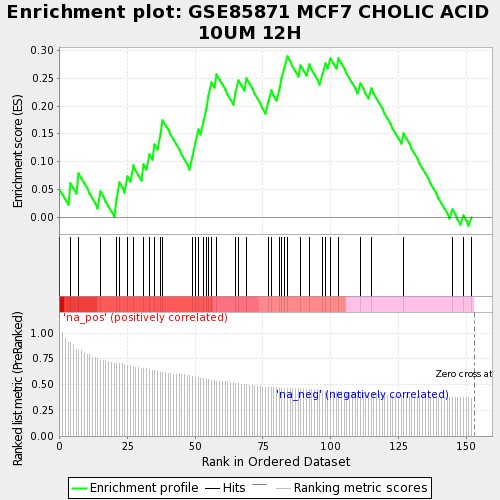 Enrichment plot: GSE85871 MCF7 CHOLIC ACID
10UM 12H
Enrichment score (ES)
0.30
0.25
0.20
0.15
0.10
0.05
0.00
'na_pos' (positively correlated)
Ranked list metric (PreRanked)
1.00
0.75
0.50
0.25
0.00
Zero cross at
'na_neg' (negatively correlated)
0 25 50 75 100 125 150
Rank in Ordered Dataset
Enrichment profile Hits Ranking metric scores